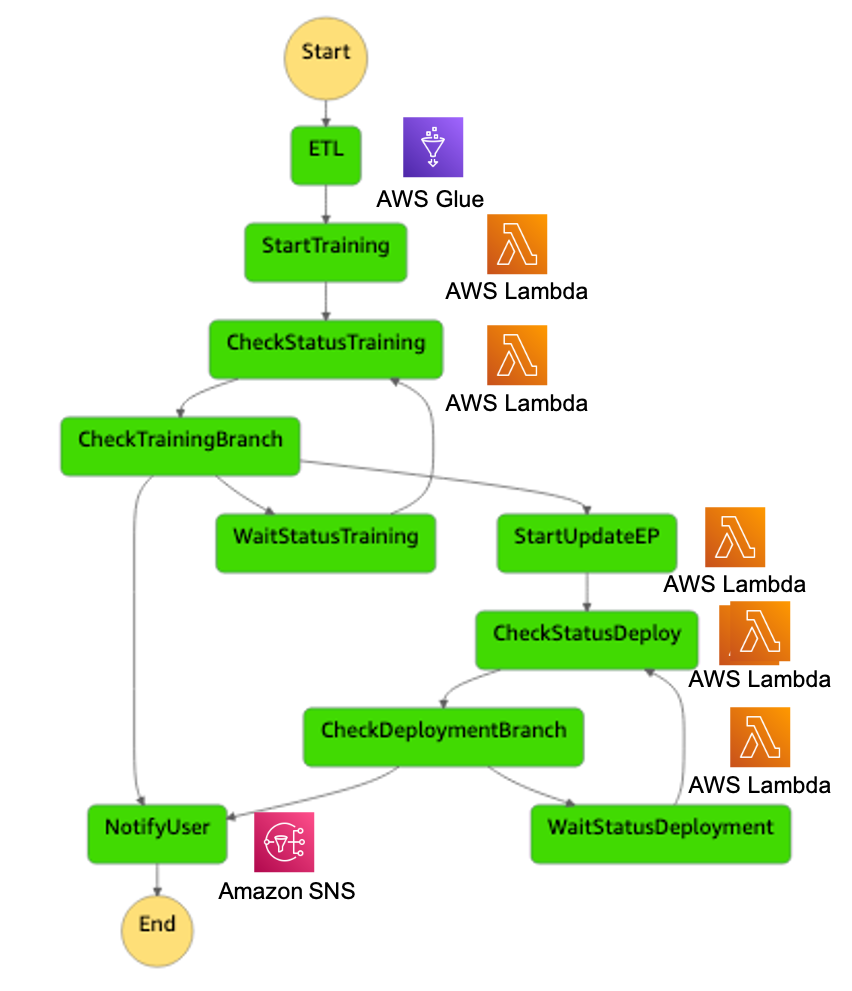 Start
ETL
AWS Glue
StartTraining
AWS Lambda
CheckStatusTraining
AWS Lambda
CheckTrainingBranch
WaitStatusTraining
StartUpdateEP
AWS Lambda
CheckStatusDeploy
AWS Lambda
CheckDeploymentBranch
AWS Lambda
NotifyUser
WaitStatusDeployment
Amazon SNS
End